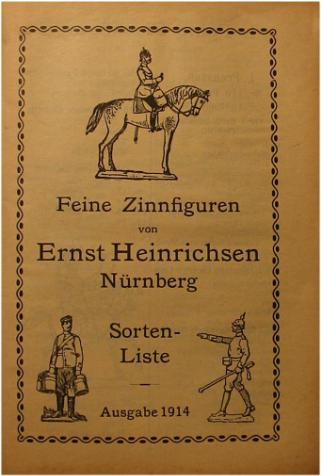 Feine Zinnfiguren
von
Ernst Heinrichsen
Nürnberg
Sorten-
Liste
Ausgabe 1914